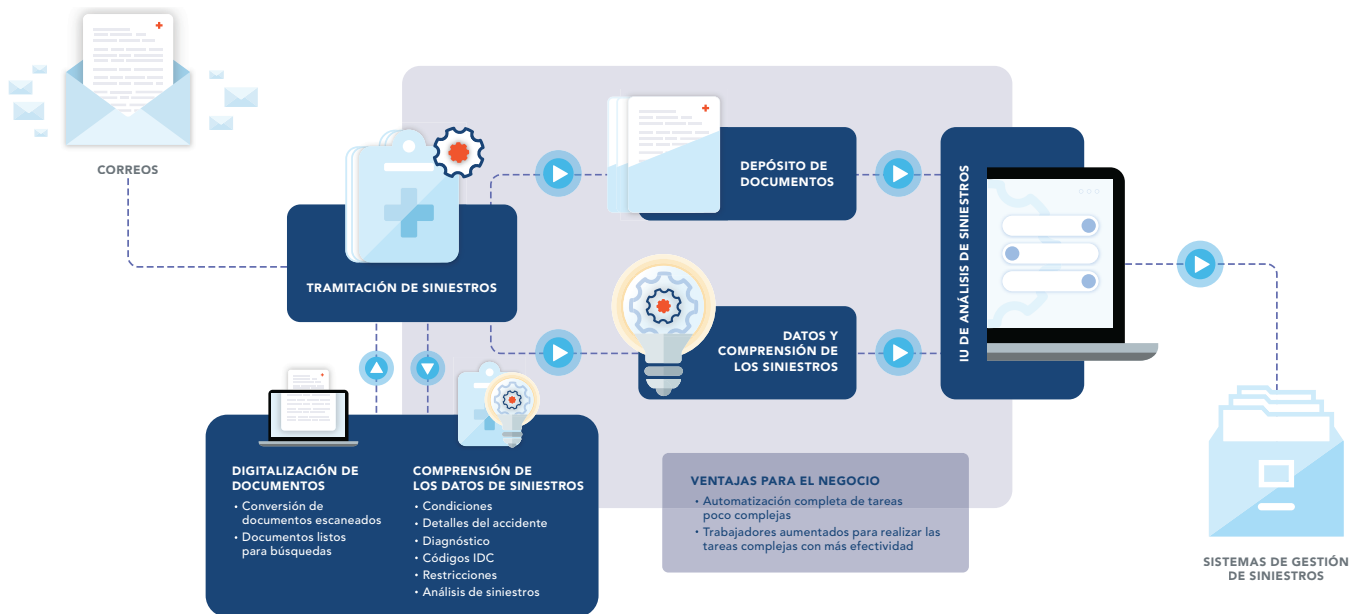 CORREOS
TRAMITACIÓN DE SINIESTROS
DEPÓSITO DE
DOCUMENTOS
DATOS Y
COMPRENSIÓN DE
LOS SINIESTROS
IU DE ANÁLISIS DE SINIESTROS
DIGITALIZACIÓN DE
DOCUMENTOS
• Conversión de
documentos escaneados
• Documentos listos
para búsquedas
COMPRENSIÓN DE
LOS DATOS DE SINIESTROS
• Condiciones
• Detalles del accidente
• Diagnóstico
• Códigos IDC
• Restricciones
• Análisis de siniestros
VENTAJAS PARA EL NEGOCIO
• Automatización completa de tareas
poco complejas
• Trabajadores aumentados para realizar las
tareas complejas con más efectividad
SISTEMAS DE GESTIÓN
DE SINIESTROS